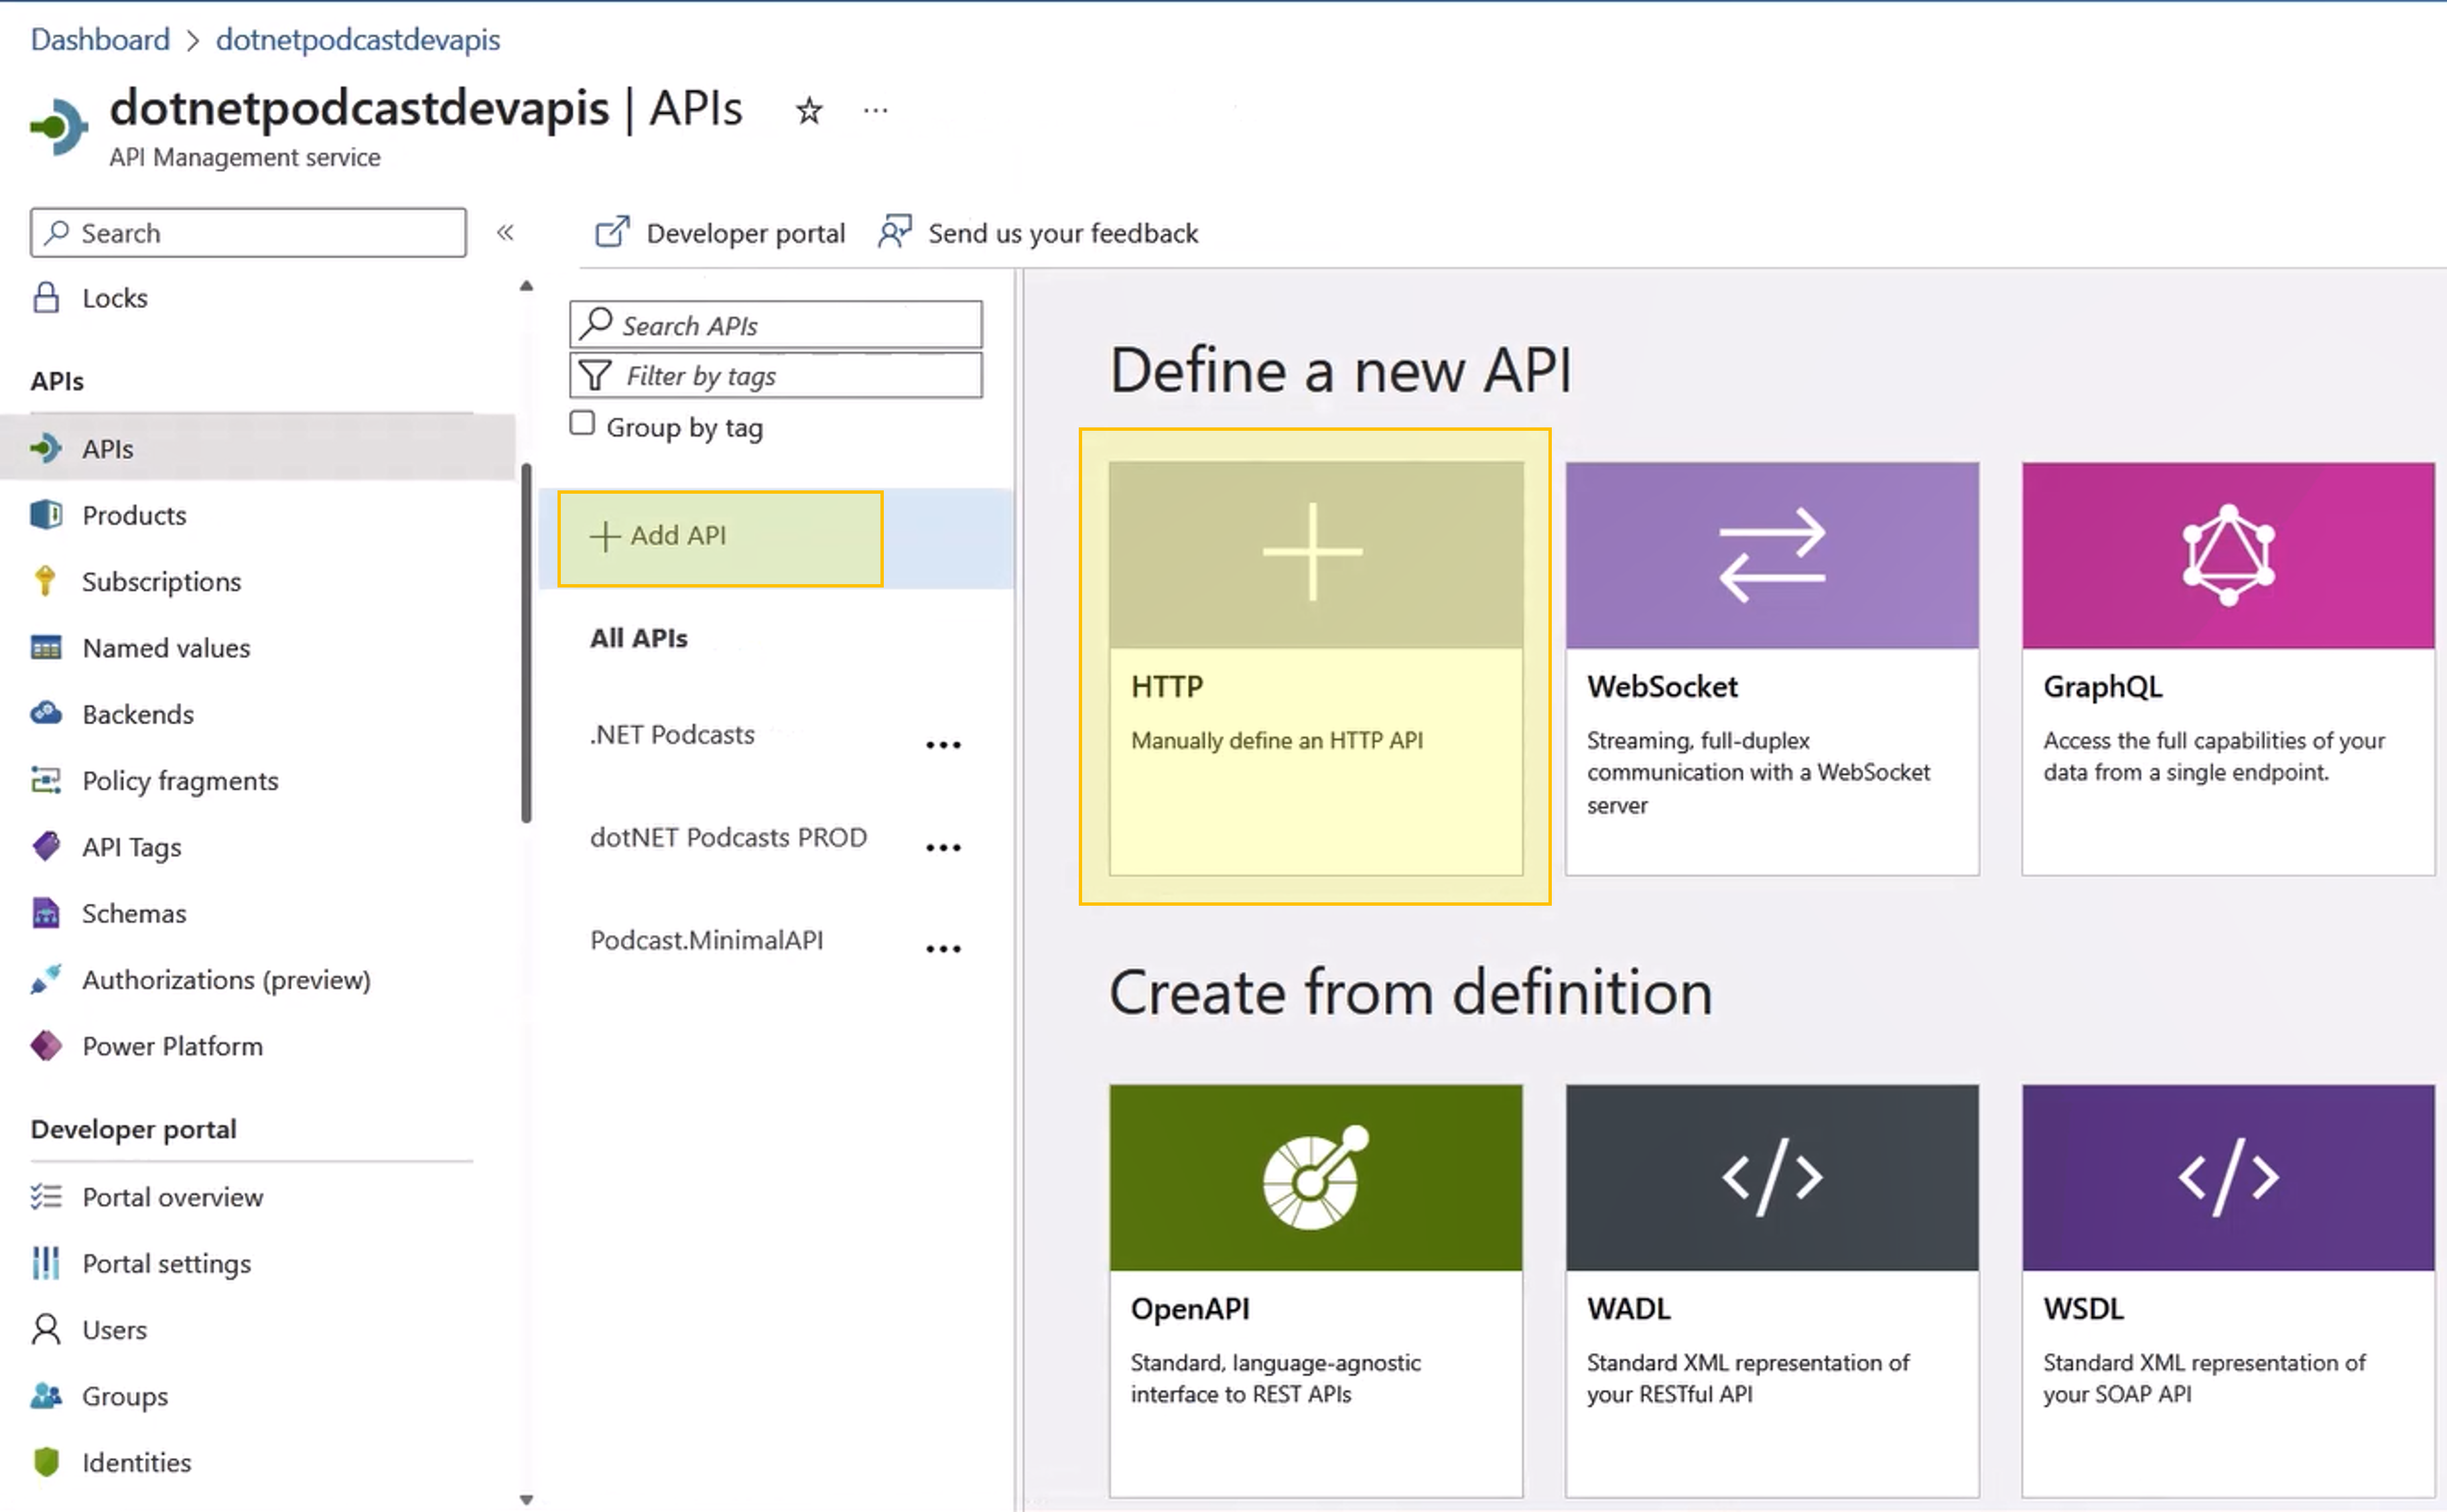 Dashboard > dotnetpodcastdevapis
dotnetpodcastdevapis | APIs
API Management service
Search
Developer portal
Send us your feedback
Locks
APIs
APIs
Products
Subscriptions
Named values
Backends
Policy fragments
API Tags
Schemas
Authorizations (preview)
Power Platform
Developer portal
Portal overview
Portal settings
Users
Groups
Identities
Search APIs
Filter by tags
Group by tag
+ Add API
All APIs
.NET Podcasts
dotNET Podcasts PROD
Podcast.MinimalAPI
Define a new API
HTTP
Manually define an HTTP API
WebSocket
Streaming, full-duplex
communication with a WebSocket
server
GraphQL
Access the full capabilities of your
data from a single endpoint.
Create from definition
OpenAPI
Standard, language-agnostic
interface to REST APIs
WADL
Standard XML representation of
your RESTful API
WSDL
Standard XML representation of
your SOAP API